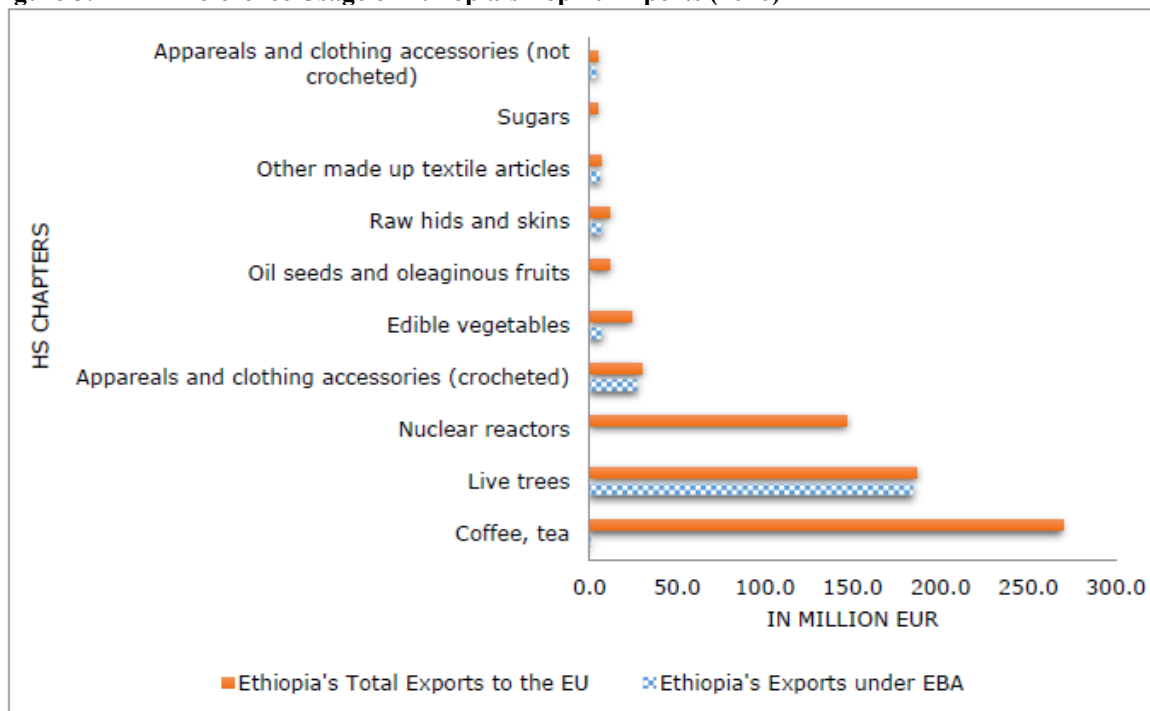 Appareals and clothing accessories (not
crocheted)
Sugars
Other made up textile articles
Raw hids and skins
Oil seeds and oleaginous fruits
Edible vegetables
Appareals and clothing accessories (crocheted)
Nuclear reactors
Live trees
Coffee, tea
HS CHAPTERS
0.0 50.0 100.0 150.0 200.0 250.0 300.0
IN MILLION EUR
Ethiopia's Total Exports to the EU Ethiopia's Exports under EBA